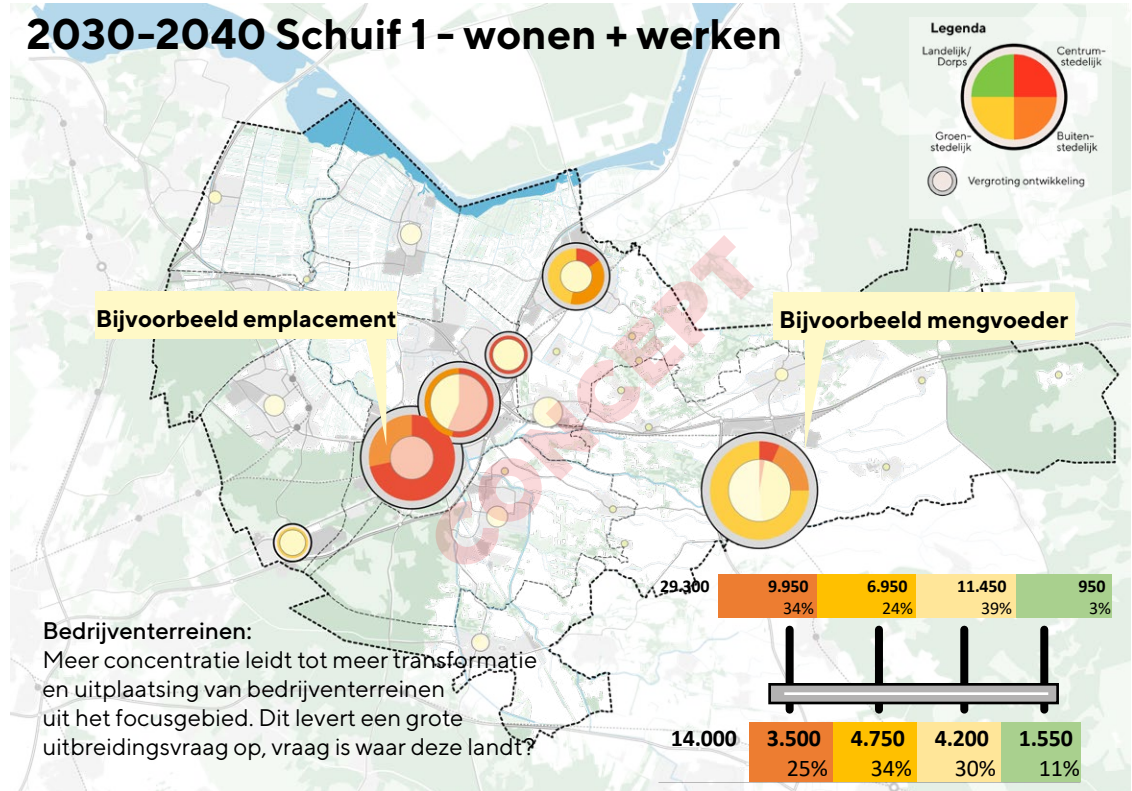 2030-2040 Schuif 1 - wonen + werken
Legenda
Landelijk/
Dorps
Centrum-
stedelijk
Groen-
stedelijk
Buiten-
stedelijk
Vergroting ontwikkeling
Bijvoorbeeld emplacement
Bijvoorbeeld mengvoeder
CONCEPT
29.300 9.950 6.950 11.450 950
34% 24% 39% 3%
Bedrijventerreinen:
Meer concentratie leidt tot meer transformatie
en uitplaatsing van bedrijventerreinen
uit het focusgebied. Dit levert een grote
uitbreidingsvraag op, vraag is waar deze landt?
14.000 3.500 4.750 4.200 1.550
25% 34% 30% 11%